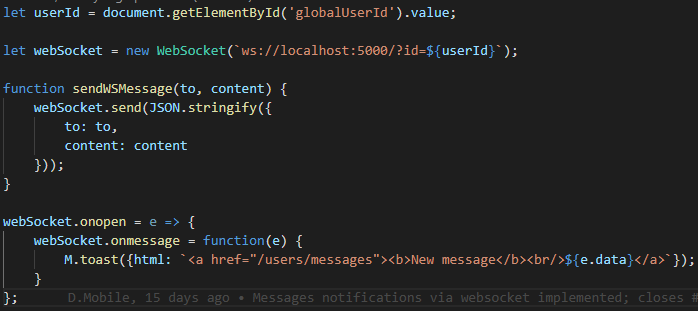 let userId = document.getElementById('globalUserId').value;
let webSocket = new WebSocket(`ws://localhost:5000/?id=${userId}`);
function sendWSMessage(to, content) {
    webSocket.send(JSON.stringify({
        to: to,
        content: content
    }));
}
webSocket.onopen = e => {
    webSocket.onmessage = function(e) {
        M.toast({html: `<a href="/users/messages"><b>New message</b><br/>${e.data}</a>`});
    }
};    D.Mobile, 15 days ago • Messages notifications via websocket implemented; closes #